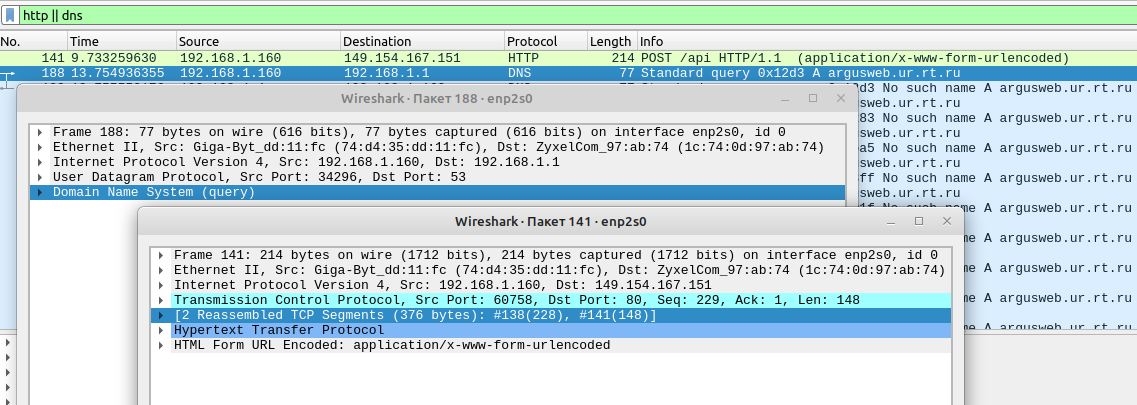 http || dns
No. Time Source Destination Protocol Length Info
141 9.733259630 192.168.1.160 149.154.167.151 HTTP 214 POST /api HTTP/1.1 (application/x-www-form-urlencoded)
188 13.754936355 192.168.1.160 192.168.1.1 DNS 77 Standard query 0x12d3 A argusweb.ur.rt.ru
2d3 No such name A argusweb.ur.rt.ru
Wireshark · Пакет 188 · enp2s0
gusweb.ur.rt.ru
83 No such name A argusweb.ur.rt.ru
Frame 188: 77 bytes on wire (616 bits), 77 bytes captured (616 bits) on interface enp2s0, id 0
usweb.ur.rt.ru
Ethernet II, Src: Giga-Byt_dd:11:fc (74:d4:35:dd:11:fc), Dst: ZyxelCom_97:ab:74 (1c:74:0d:97:ab:74)
a5 No such name A argusweb.ur.rt.ru
Internet Protocol Version 4, Src: 192.168.1.160, Dst: 192.168.1.1
usweb.ur.rt.ru
User Datagram Protocol, Src Port: 34296, Dst Port: 53
ff No such name A argusweb.ur.rt.ru
Domain Name System (query)
usweb.ur.rt.ru
1f No such name A argusweb.ur.rt.ru
Wireshark · Пакет 141 · enp2s0
me A argusweb.ur.rt.ru
Frame 141: 214 bytes on wire (1712 bits), 214 bytes captured (1712 bits) on interface enp2s0, id 0
Ethernet II, Src: Giga-Byt_dd:11:fc (74:d4:35:dd:11:fc), Dst: ZyxelCom_97:ab:74 (1c:74:0d:97:ab:74)
me A argusweb.ur.rt.ru
Internet Protocol Version 4, Src: 192.168.1.160, Dst: 149.154.167.151
Transmission Control Protocol, Src Port: 60758, Dst Port: 80, Seq: 229, Ack: 1, Len: 148
me A argusweb.ur.rt.ru
[2 Reassembled TCP Segments (376 bytes): #138(228), #141(148)]
Hypertext Transfer Protocol
me A argusweb.ur.rt.ru
HTML Form URL Encoded: application/x-www-form-urlencoded